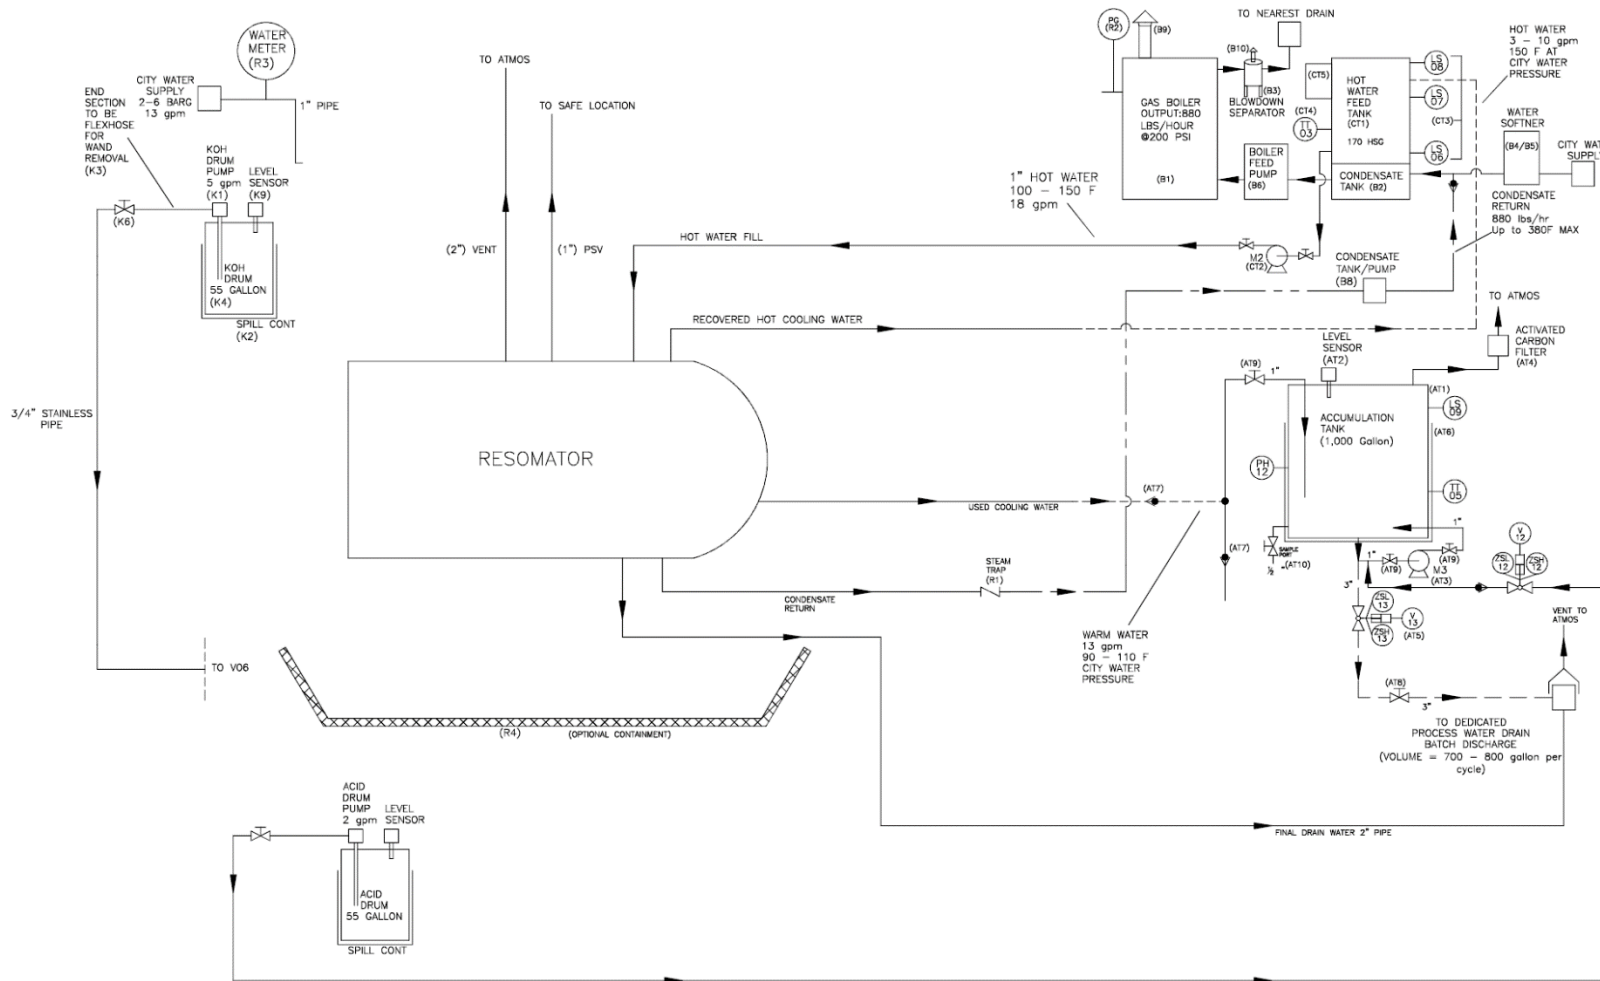 WATER
METER
(R3)
CITY WATER
SUPPLY
2-6 BARG
13 gpm
1" PIPE
END
SECTION
TO BE
FLEXHOSE
FOR
WAND
REMOVAL
(K3)
KOH
DRUM
PUMP
5 gpm
(K1)
LEVEL
SENSOR
(K9)
(K6)
KOH
DRUM
55 GALLON
(K4)
SPILL CONT
(K2)
3/4" STAINLESS
PIPE
TO V06
TO ATMOS
TO SAFE LOCATION
(2") VENT
(1") PSV
HOT WATER FILL
RECOVERED HOT COOLING WATER
RESOMATOR
USED COOLING WATER
CONDENSATE
RETURN
STEAM
TRAP
(R1)
(R4)
(OPTIONAL CONTAINMENT)
ACID
DRUM
PUMP
2 gpm
LEVEL
SENSOR
ACID
DRUM
55 GALLON
SPILL CONT
PG
(R2)
(B9)
TO NEAREST DRAIN
(B10)
(B3)
BLOWDOWN
SEPARATOR
GAS BOILER
OUTPUT:880
LBS/HOUR
@200 PSI
(B1)
BOILER
FEED
PUMP
(B6)
(CT5)
(CT4)
TT
03
HOT
WATER
FEED
TANK
(CT1)
170 HSG
CONDENSATE
TANK (B2)
LS
08
LS
07
(CT3)
LS
06
HOT WATER
3 - 10 gpm
150 F AT
CITY WATER
PRESSURE
WATER
SOFTNER
(B4/B5)
CITY WAT
SUPPLY
CONDENSATE
RETURN
880 lbs/hr
Up to 380F MAX
1" HOT WATER
100 - 150 F
18 gpm
M2
(CT2)
CONDENSATE
TANK/PUMP
(B8)
TO ATMOS
ACTIVATED
CARBON
FILTER
(AT4)
LEVEL
SENSOR
(AT2)
(AT9)
1"
(AT1)
LS
09
(AT6)
ACCUMULATION
TANK
(1,000 Gallon)
PH
12
TT
05
(AT7)
(AT7)
SAMPLE
PORT
(AT10)
½"
1"
1"
(AT9)
(AT9)
M3
(AT3)
3"
V
12
ZSL
12
ZSH
12
ZSL
13
ZSH
13
V
13
(AT5)
VENT TO
ATMOS
WARM WATER
13 gpm
90 - 110 F
CITY WATER
PRESSURE
(AT8)
3"
TO DEDICATED
PROCESS WATER DRAIN
BATCH DISCHARGE
(VOLUME = 700 - 800 gallon per
cycle)
FINAL DRAIN WATER 2" PIPE